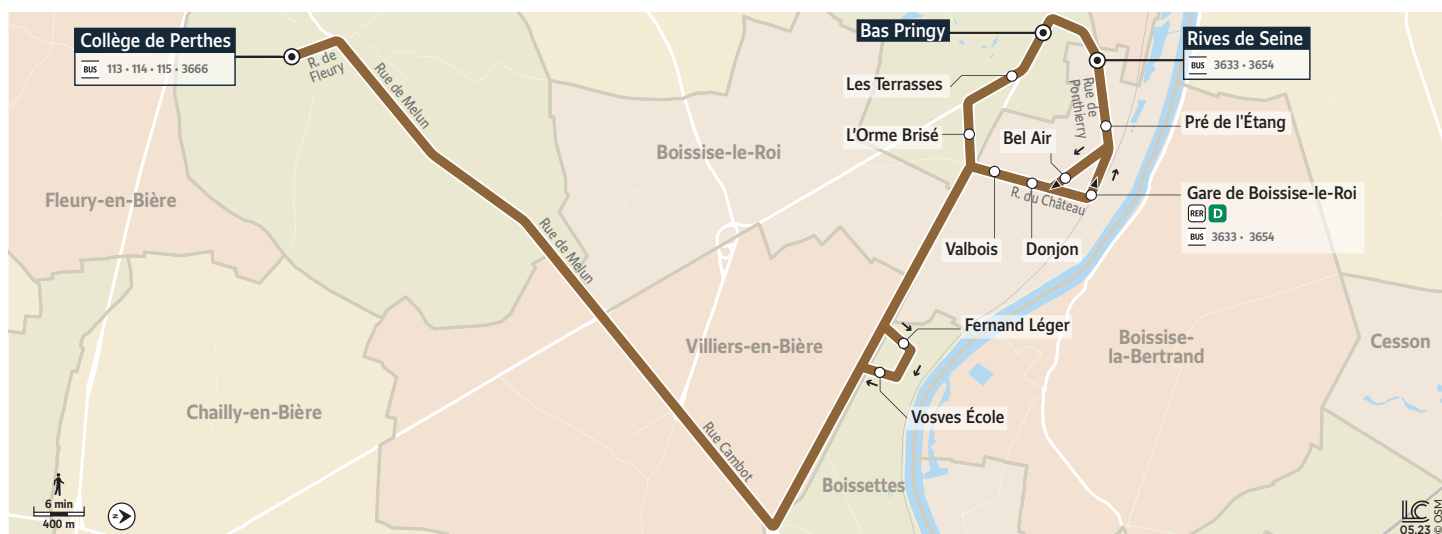 Collège de Perthes
BUS 113 • 114 • 115 • 3666
R. de
Fleury
Rue de Melun
Bas Pringy
Rives de Seine
BUS 3633 • 3654
Les Terrasses
Rue de
Ponthierry
L'Orme Brisé
Bel Air
Pré de l'Étang
Boissise-le-Roi
Fleury-en-Bière
Gare de Boissise-le-Roi
RER D
BUS 3633 • 3654
R. du Château
Valbois
Donjon
Rue de Melun
Fernand Léger
Villiers-en-Bière
Boissise-
la-Bertrand
Cesson
Chailly-en-Bière
Vosves École
Rue Cambot
Boissettes
6 min
400 m
N
LC
05.23 © OSM